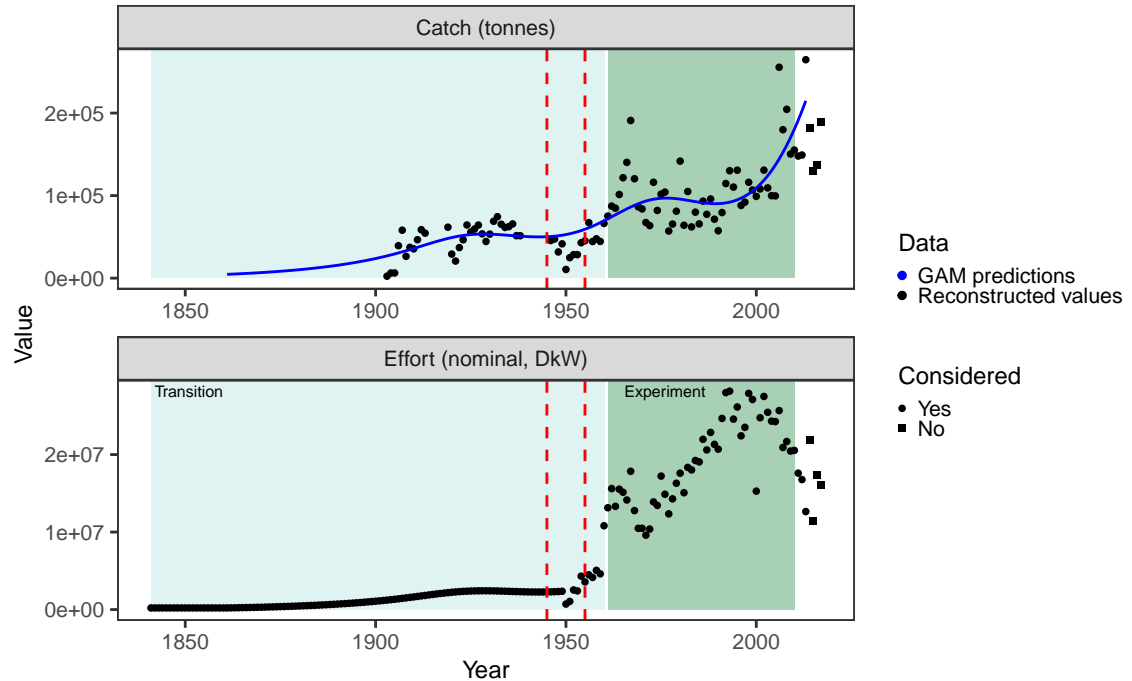 Catch (tonnes)
2e+05
1e+05
0e+00
1850
1900
1950
2000
Value
Effort (nominal, DkW)
Transition
Experiment
2e+07
1e+07
0e+00
1850
1900
1950
2000
Year
Data
GAM predictions
Reconstructed values
Considered
Yes
No